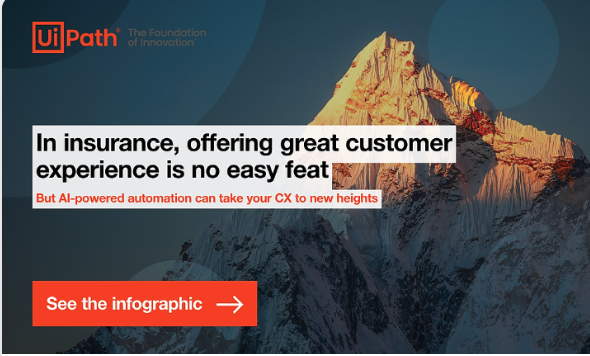 UiPath® The Foundation
of Innovation™
In insurance, offering great customer
experience is no easy feat
But AI-powered automation can take your CX to new heights
See the infographic